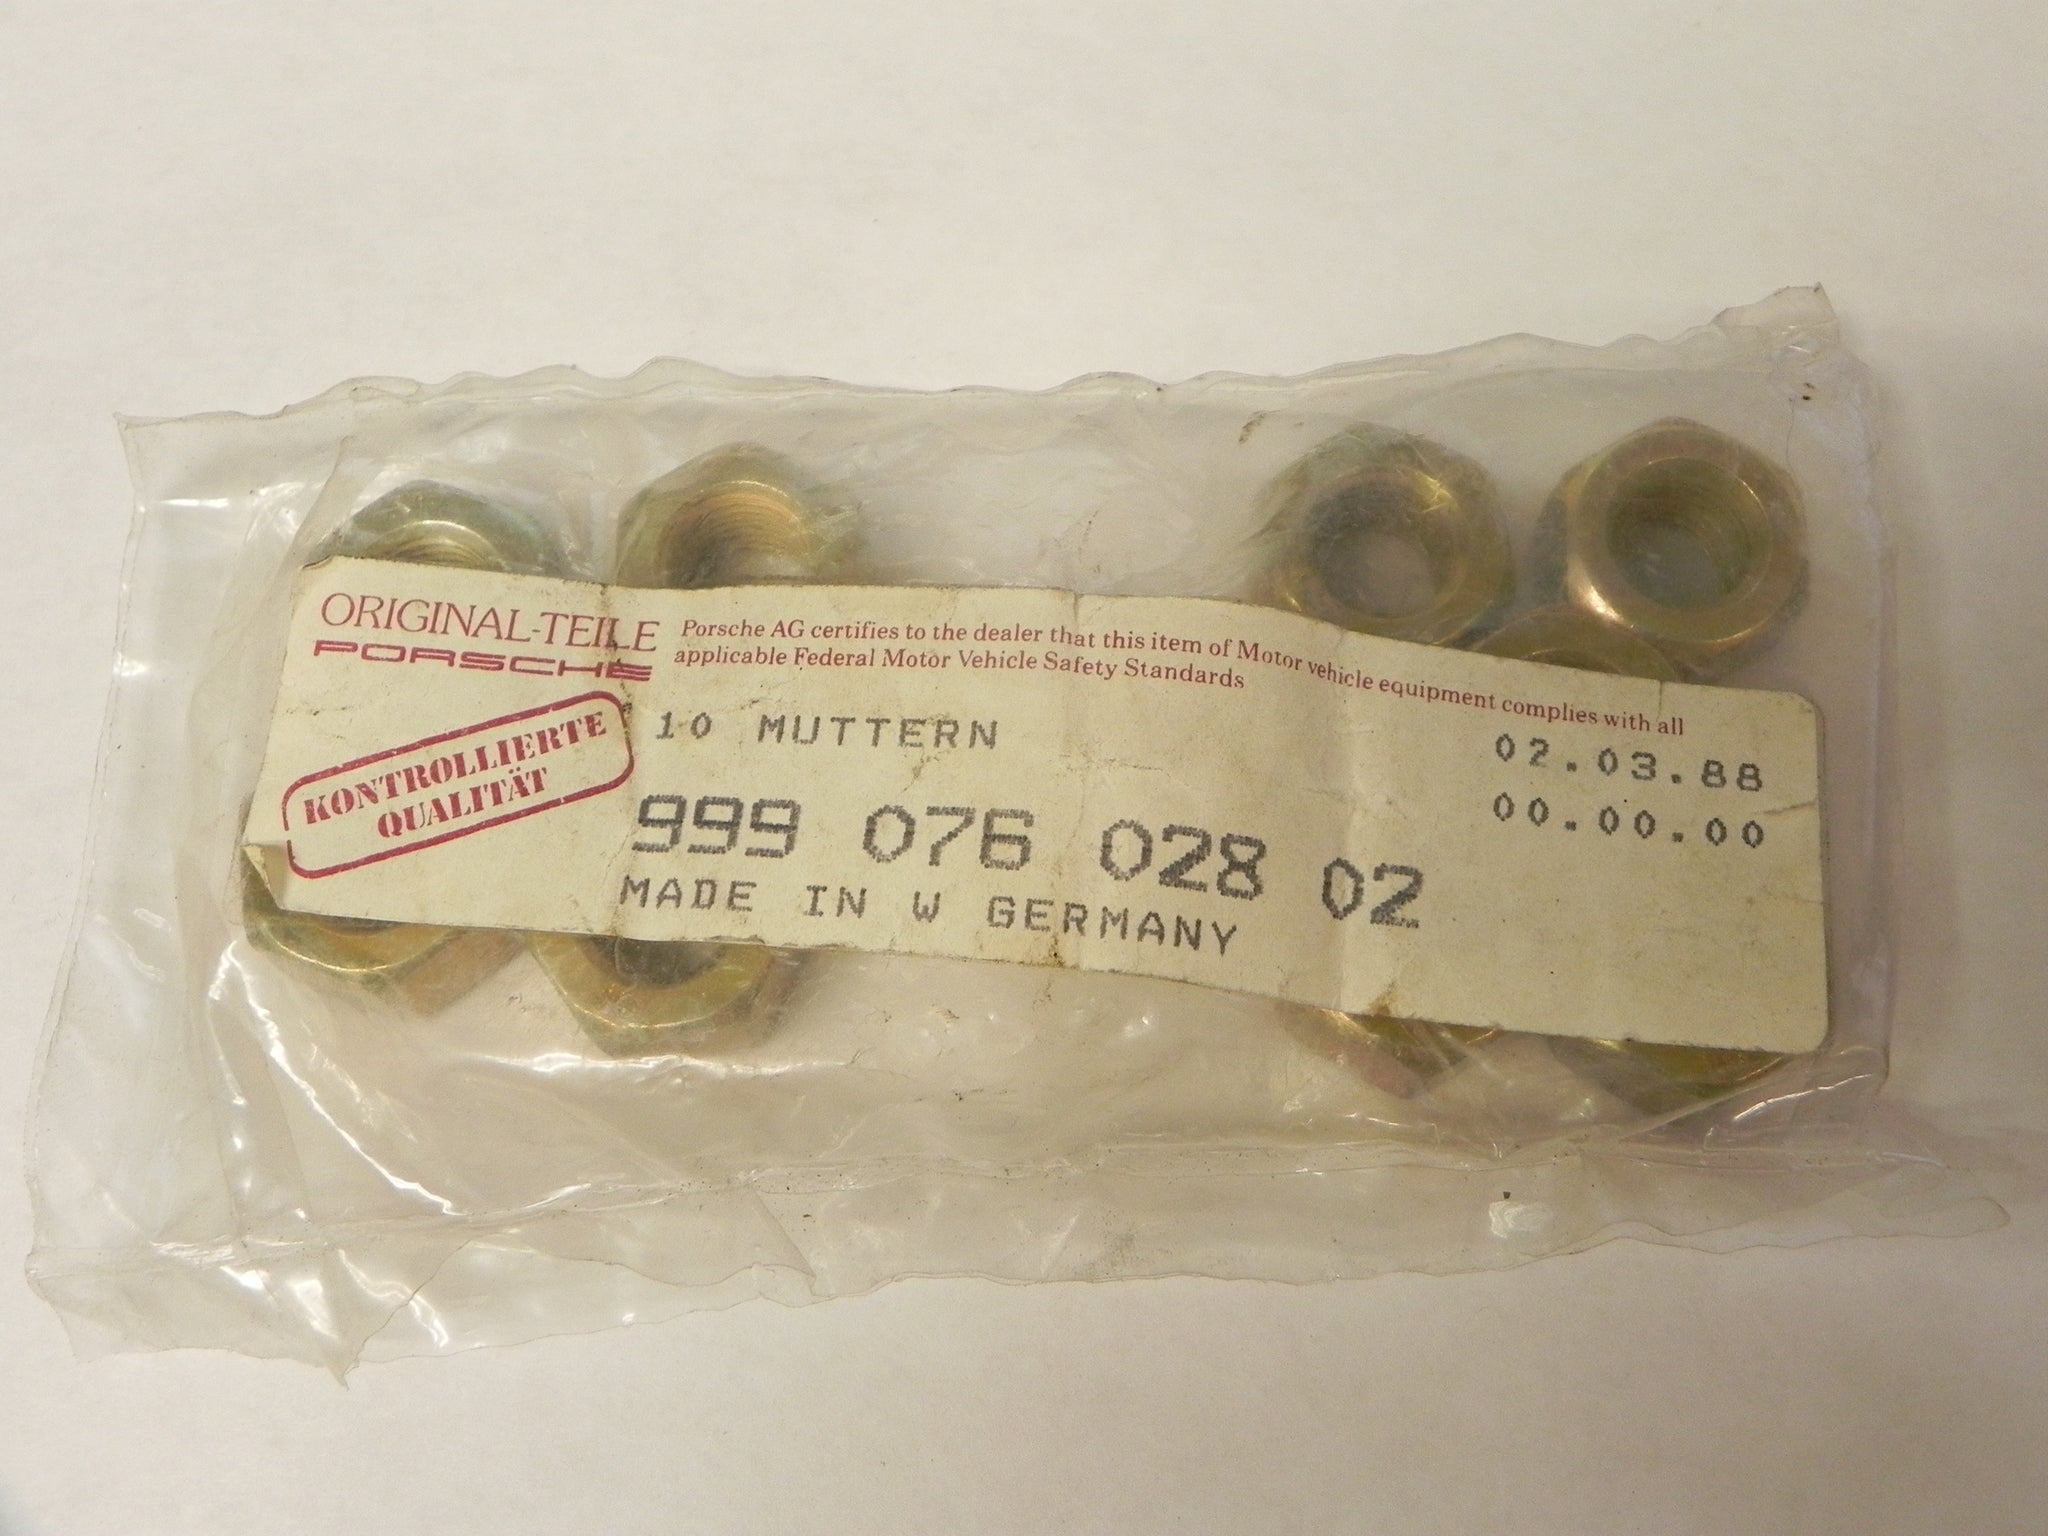 ORIGINAL-TEILE
PORSCHE
Porsche AG certifies to the dealer that this item of Motor vehicle equipment complies with all
applicable Federal Motor Vehicle Safety Standards
KONTROLLIERTE
QUALITÄT
10 MUTTERN
02.03.88
00.00.00
999 076 028 02
MADE IN W GERMANY